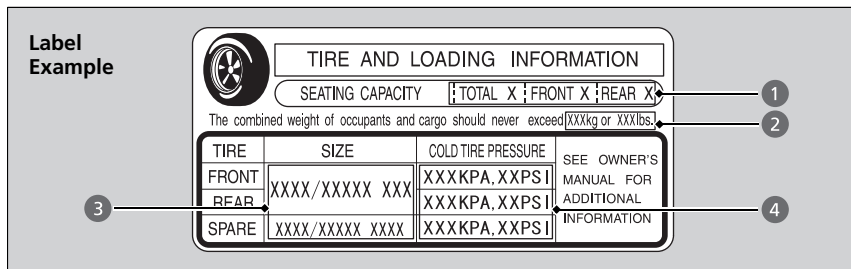 Label
Example
TIRE AND LOADING INFORMATION
SEATING CAPACITY TOTAL X FRONT X REAR X
1
The combined weight of occupants and cargo should never exceed XXXkg or XXXlbs.
2
TIRE SIZE COLD TIRE PRESSURE
FRONT XXXX/XXXXX XXX XXXKPA,XXPSI
REAR XXXKPA,XXPSI
SPARE XXXX/XXXXX XXXX XXXKPA,XXPSI
SEE OWNER'S
MANUAL FOR
ADDITIONAL
INFORMATION
3
4